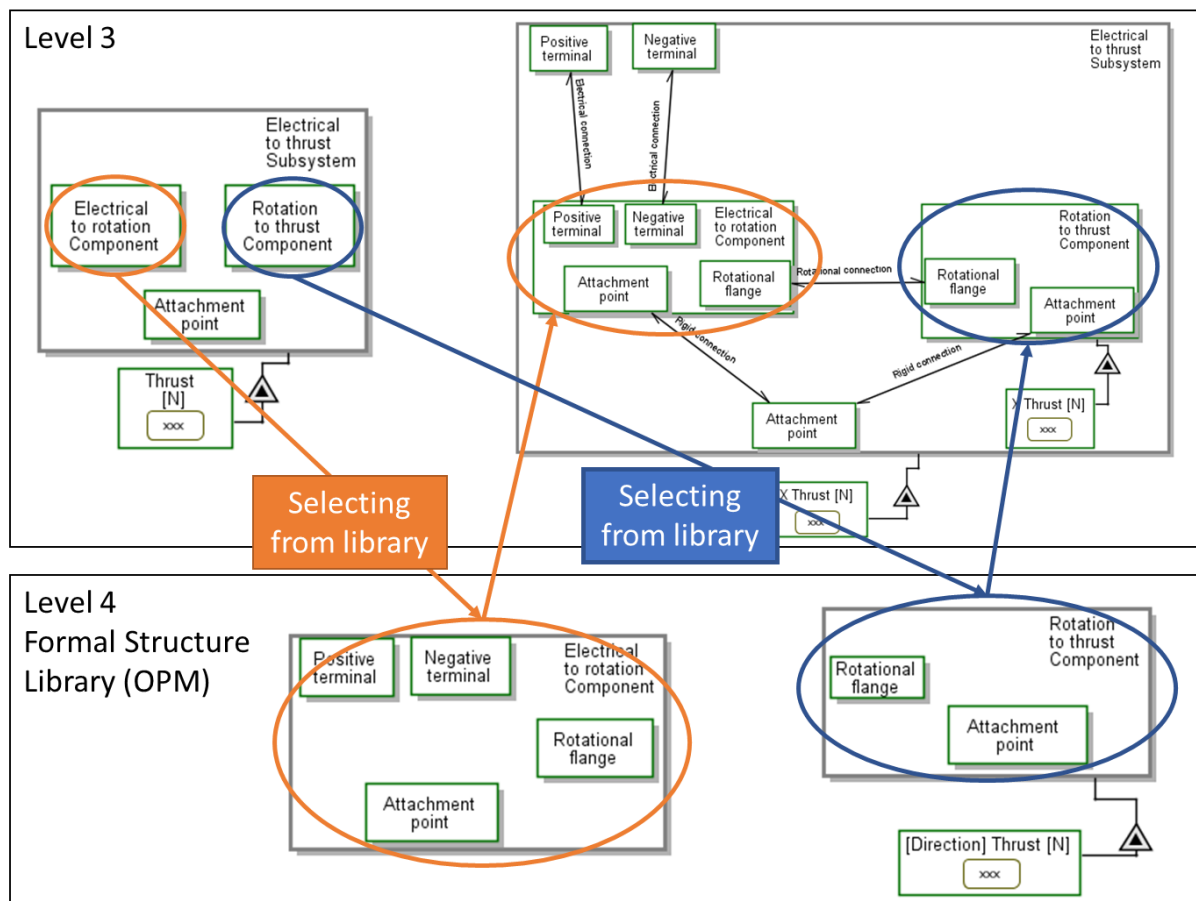 Level 3
Electrical
to thrust
Subsystem
Electrical
to rotation
Component
Rotation
to thrust
Component
Attachment
point
Thrust
[N]
xxx
Positive
terminal
Negative
terminal
Electrical
to thrust
Subsystem
Electrical connection
Electrical connection
Positive
terminal
Negative
terminal
Electrical
to rotation
Component
Attachment
point
Rotational
flange
Rotational connection
Rotation
to thrust
Component
Rotational
flange
Attachment
point
Rigid connection
Rigid connection
Attachment
point
X Thrust [N]
xxx
X Thrust [N]
xxx
Selecting
from library
Selecting
from library
Level 4
Formal Structure
Library (OPM)
Positive
terminal
Negative
terminal
Electrical
to rotation
Component
Rotational
flange
Attachment
point
Rotation
to thrust
Component
Rotational
flange
Attachment
point
[Direction] Thrust [N]
xxx